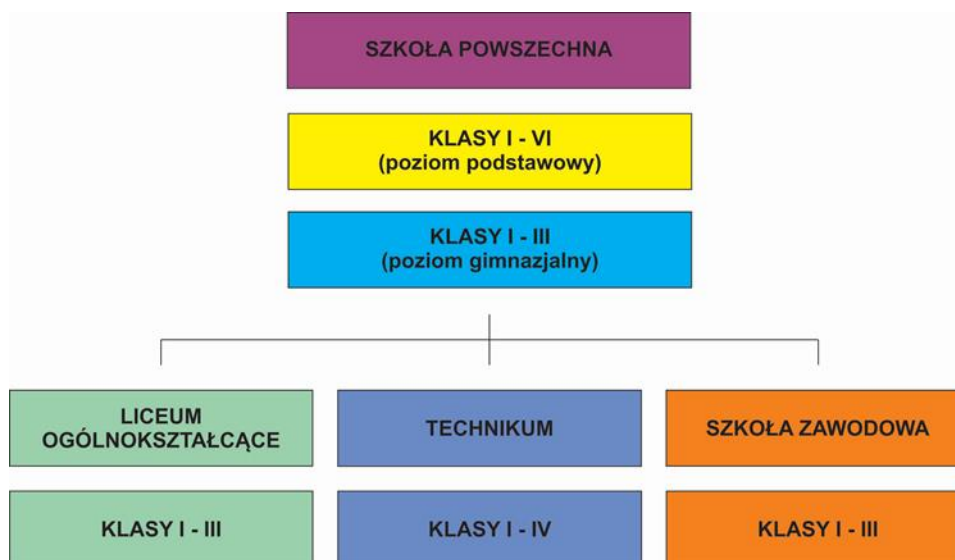 SZKOŁA POWSZECHNA
KLASY I - VI
(poziom podstawowy)
KLASY I - III
(poziom gimnazjalny)
LICEUM
OGÓLNOKSZTAŁCĄCE
TECHNIKUM
SZKOŁA ZAWODOWA
KLASY I - III
KLASY I - IV
KLASY I - III